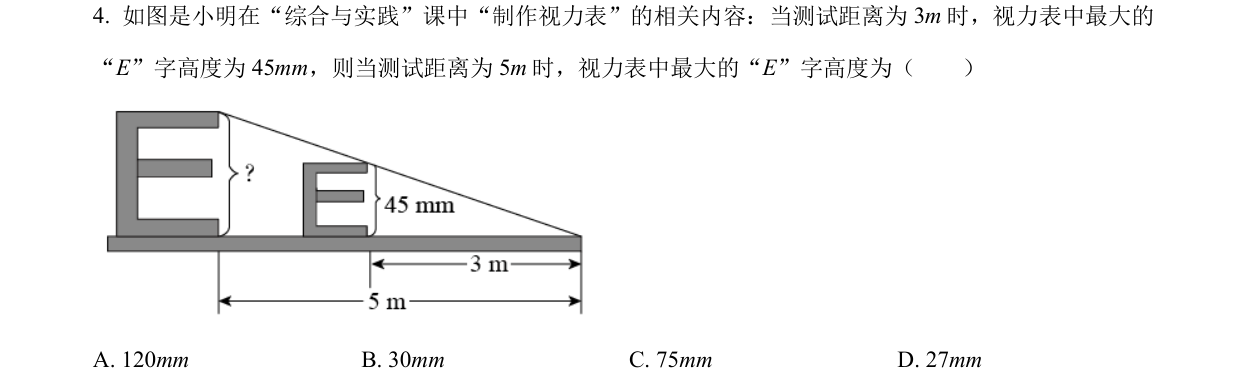 4. 如图是小明在“综合与实践”课中“制作视力表”的相关内容：当测试距离为 3m 时，视力表中最大的
“E”字高度为 45mm，则当测试距离为 5m 时，视力表中最大的“E”字高度为（　　）
?
45 mm
3 m
5 m
A. 120mm B. 30mm C. 75mm D. 27mm